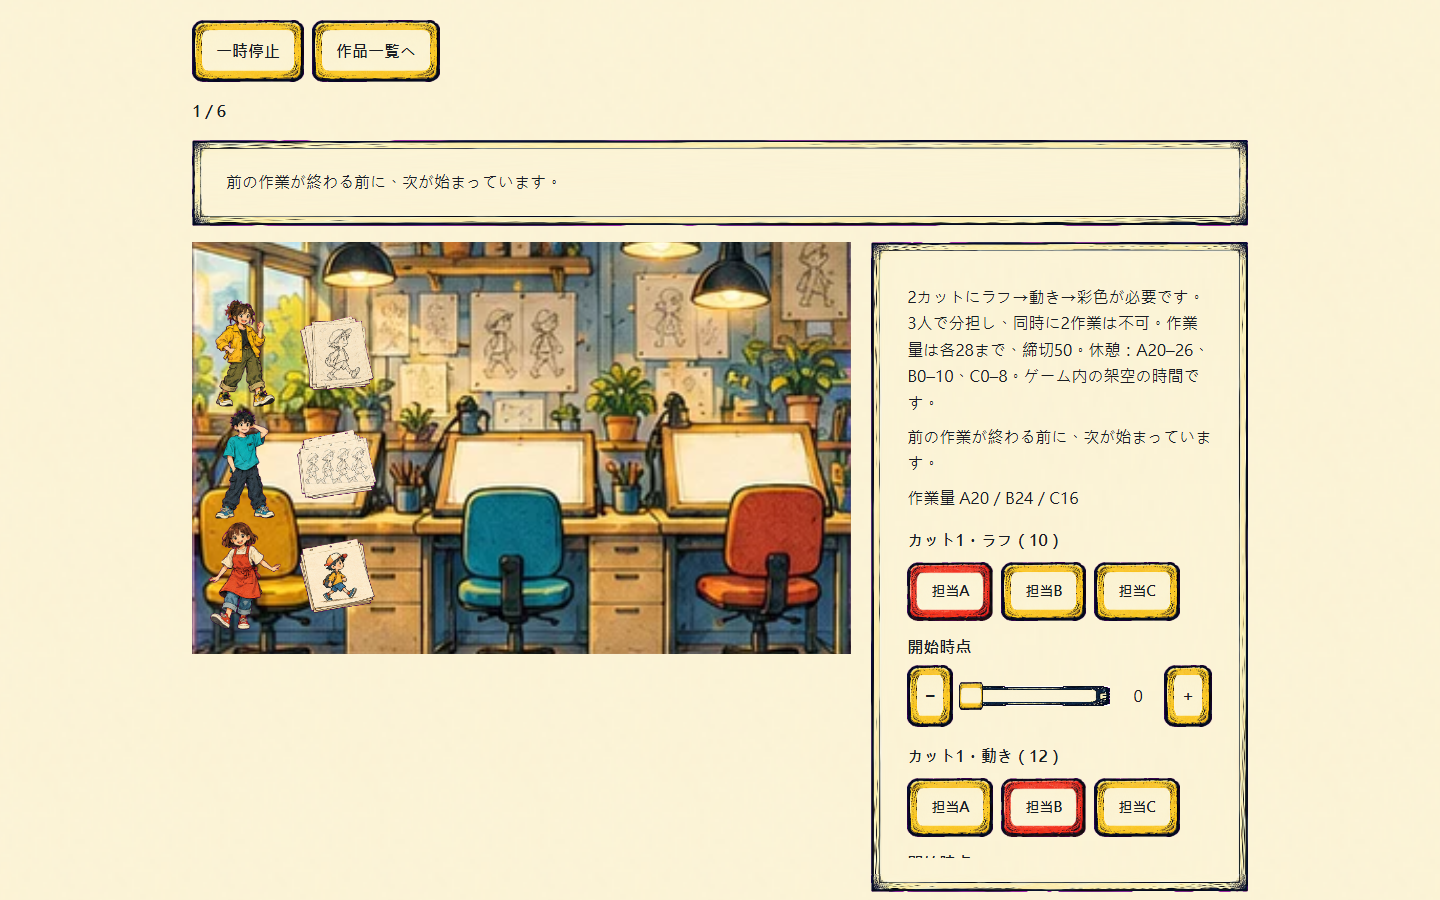 一時停止
作品一覧へ
1 / 6
前の作業が終わる前に、次が始まっています。
2カットにラフ→動き→彩色が必要です。
3人で分担し、同時に2作業は不可。作業
量は各28まで、締切50。休憩：A20–26、
B0–10、C0–8。ゲーム内の架空の時間で
す。
前の作業が終わる前に、次が始まっていま
す。
作業量 A20 / B24 / C16
カット1・ラフ（10）
担当A
担当B
担当C
開始時点
−
0
+
カット1・動き（12）
担当A
担当B
担当C